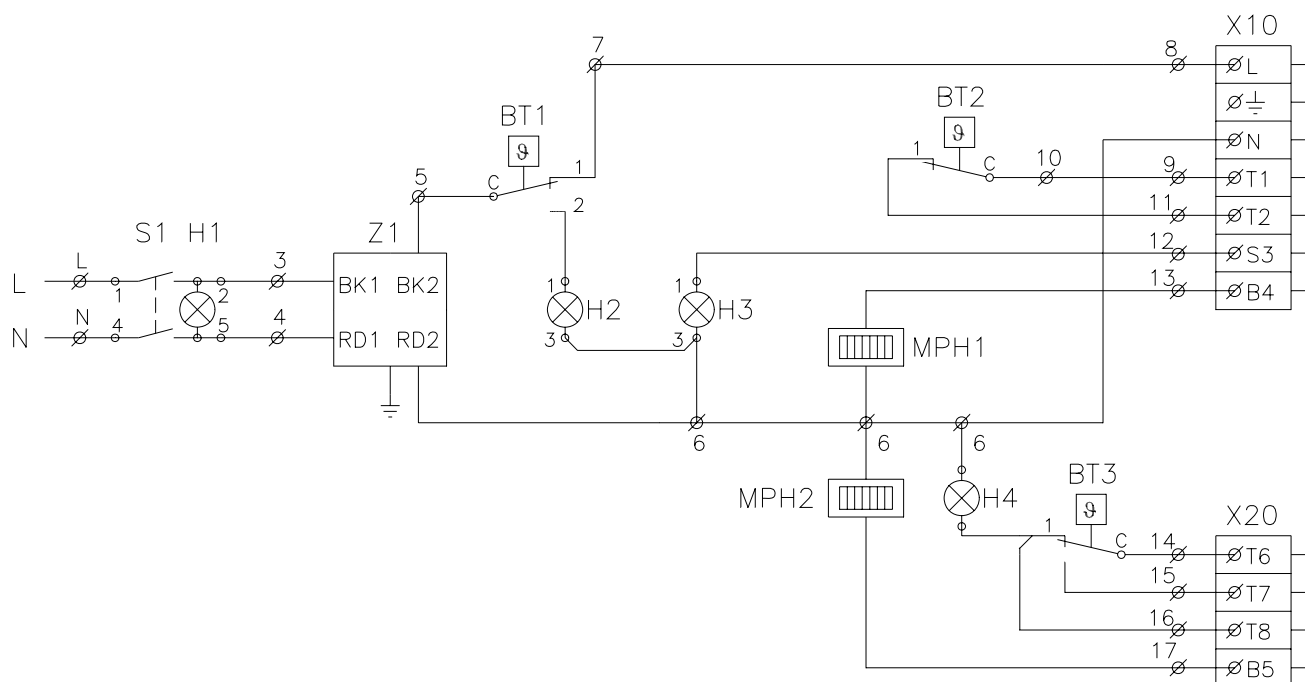 X10
7
8
L
BT1
BT2
ϑ
ϑ
N
1
1
C
10
9
T1
5
C
2
11
T2
S1 H1
Z1
12
S3
L
L
1
2
3
BK1 BK2
1
H2
1
H3
13
B4
N
N
4
5
4
RD1 RD2
3
3
MPH1
6
6
6
MPH2
H4
BT3
ϑ
X20
1
C
14
T6
15
T7
16
T8
17
B5